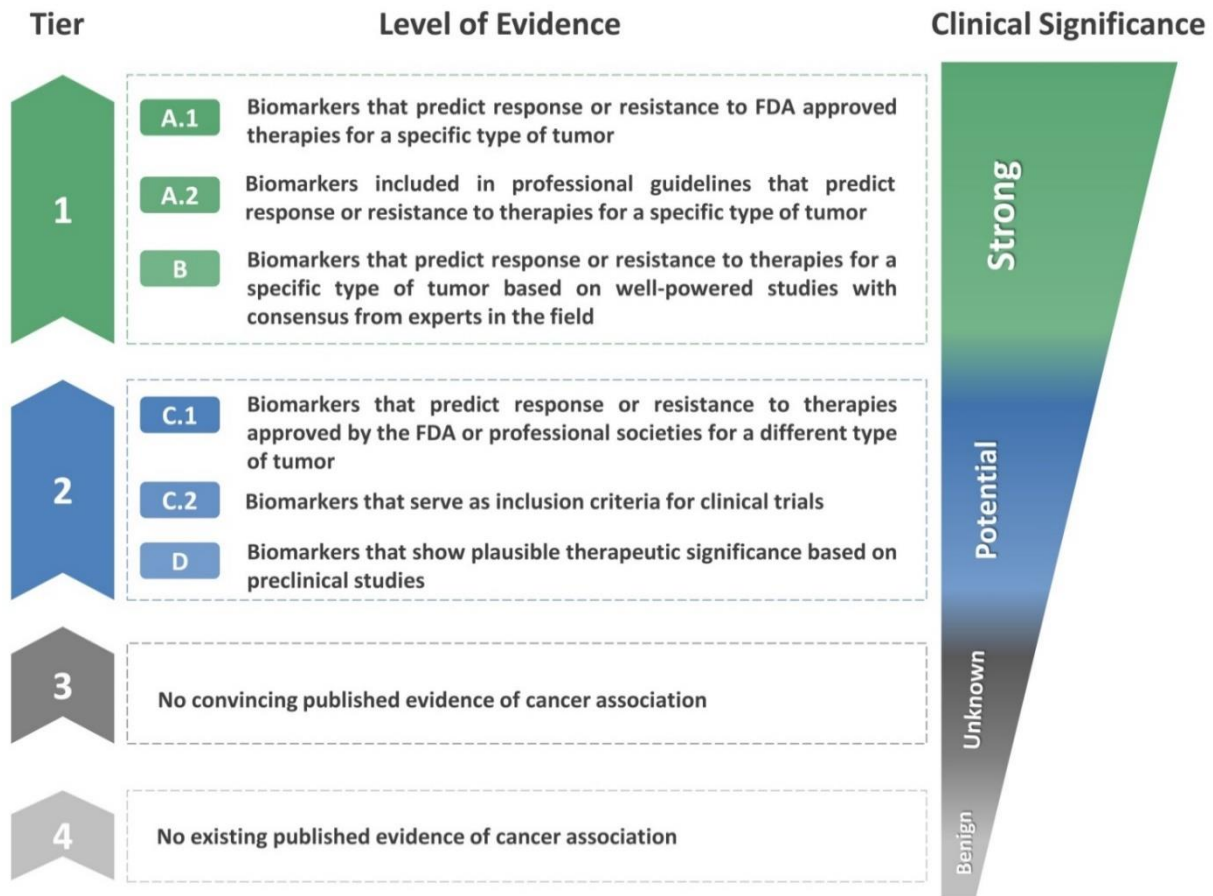 Tier
Level of Evidence
Clinical Significance
1
A.1
Biomarkers that predict response or resistance to FDA approved
therapies for a specific type of tumor
A.2
Biomarkers included in professional guidelines that predict
response or resistance to therapies for a specific type of tumor
B
Biomarkers that predict response or resistance to therapies for a
specific type of tumor based on well-powered studies with
consensus from experts in the field
Strong
2
C.1
Biomarkers that predict response or resistance to therapies
approved by the FDA or professional societies for a different type
of tumor
C.2
Biomarkers that serve as inclusion criteria for clinical trials
D
Biomarkers that show plausible therapeutic significance based on
preclinical studies
Potential
3
No convincing published evidence of cancer association
Unknown
4
No existing published evidence of cancer association
Benign